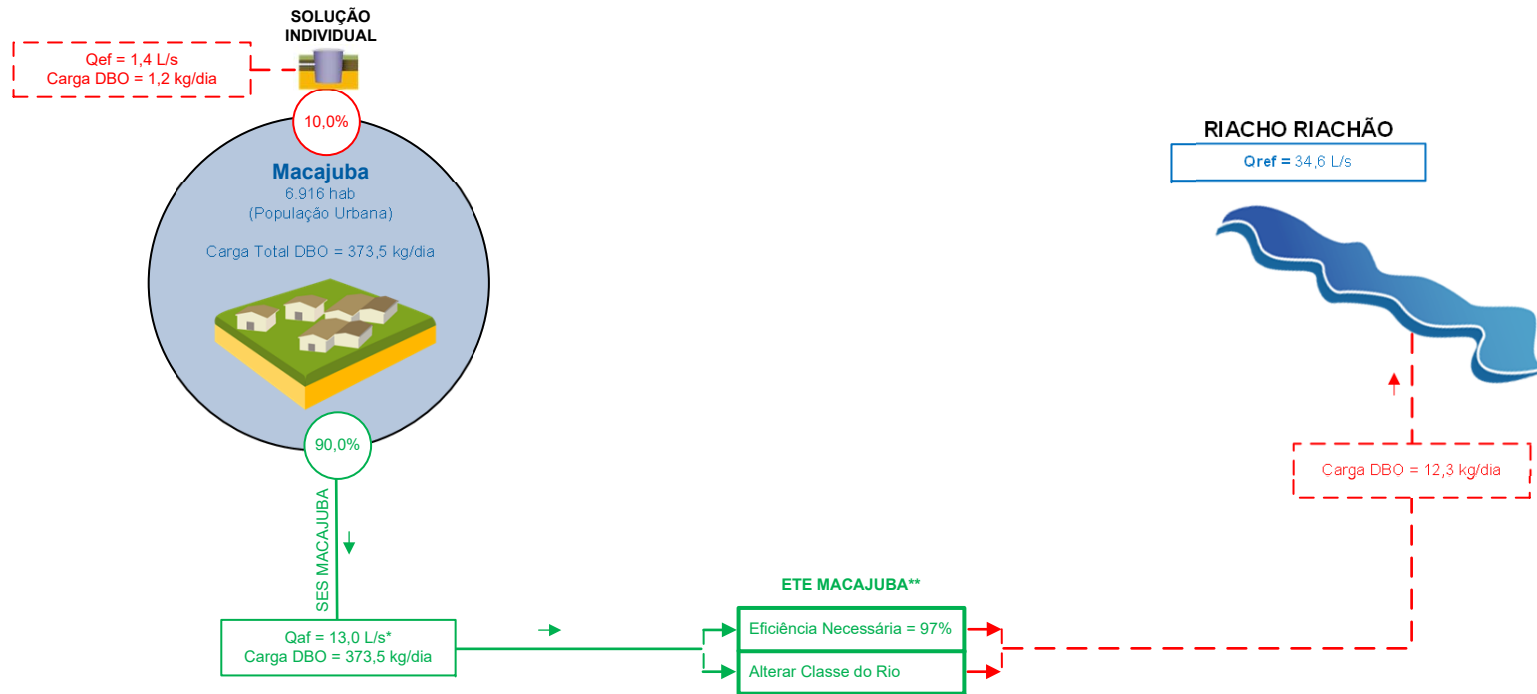 SOLUÇÃO
INDIVIDUAL
Qef = 1,4 L/s
Carga DBO = 1,2 kg/dia
10,0%
Macajuba
6.916 hab
(População Urbana)
Carga Total DBO = 373,5 kg/dia
90,0%
SES MACAJUBA
Qaf = 13,0 L/s*
Carga DBO = 373,5 kg/dia
ETE MACAJUBA**
Eficiência Necessária = 97%
Alterar Classe do Rio
RIACHO RIACHÃO
Qref = 34,6 L/s
Carga DBO = 12,3 kg/dia